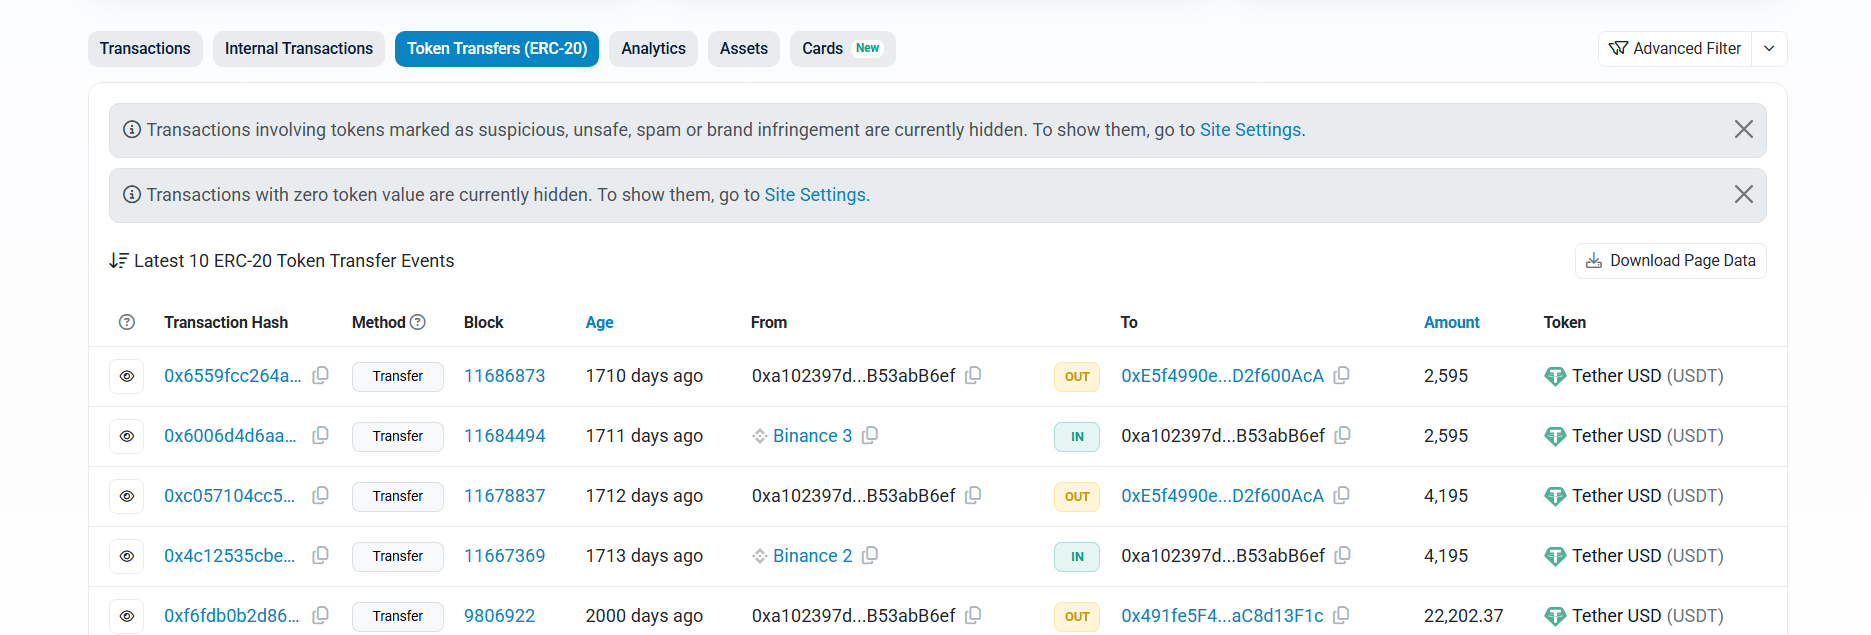 Transactions Internal Transactions Token Transfers (ERC-20) Analytics Assets Cards New Advanced Filter
Transactions involving tokens marked as suspicious, unsafe, spam or brand infringement are currently hidden. To show them, go to Site Settings.
Transactions with zero token value are currently hidden. To show them, go to Site Settings.
Latest 10 ERC-20 Token Transfer Events Download Page Data
Transaction Hash Method Block Age From To Amount Token
0x6559fcc264a... Transfer 11686873 1710 days ago 0xa102397d...B53abB6ef OUT 0xE5f4990e...D2f600AcA 2,595 Tether USD (USDT)
0x6006d4d6aa... Transfer 11684494 1711 days ago Binance 3 IN 0xa102397d...B53abB6ef 2,595 Tether USD (USDT)
0xc057104cc5... Transfer 11678837 1712 days ago 0xa102397d...B53abB6ef OUT 0xE5f4990e...D2f600AcA 4,195 Tether USD (USDT)
0x4c12535cbe... Transfer 11667369 1713 days ago Binance 2 IN 0xa102397d...B53abB6ef 4,195 Tether USD (USDT)
0xf6fdb0b2d86... Transfer 9806922 2000 days ago 0xa102397d...B53abB6ef OUT 0x491fe5F4...aC8d13F1c 22,202.37 Tether USD (USDT)